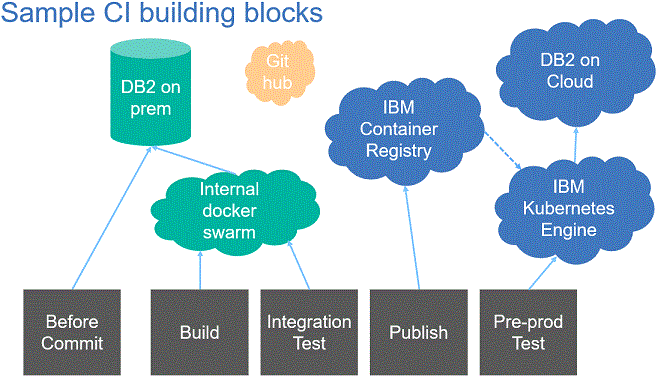 Sample CI building blocks
DB2 on
prem
Git
hub
IBM
Container
Registry
DB2 on
Cloud
Internal
docker
swarm
IBM
Kubernetes
Engine
Before
Commit
Build
Integration
Test
Publish
Pre-prod
Test